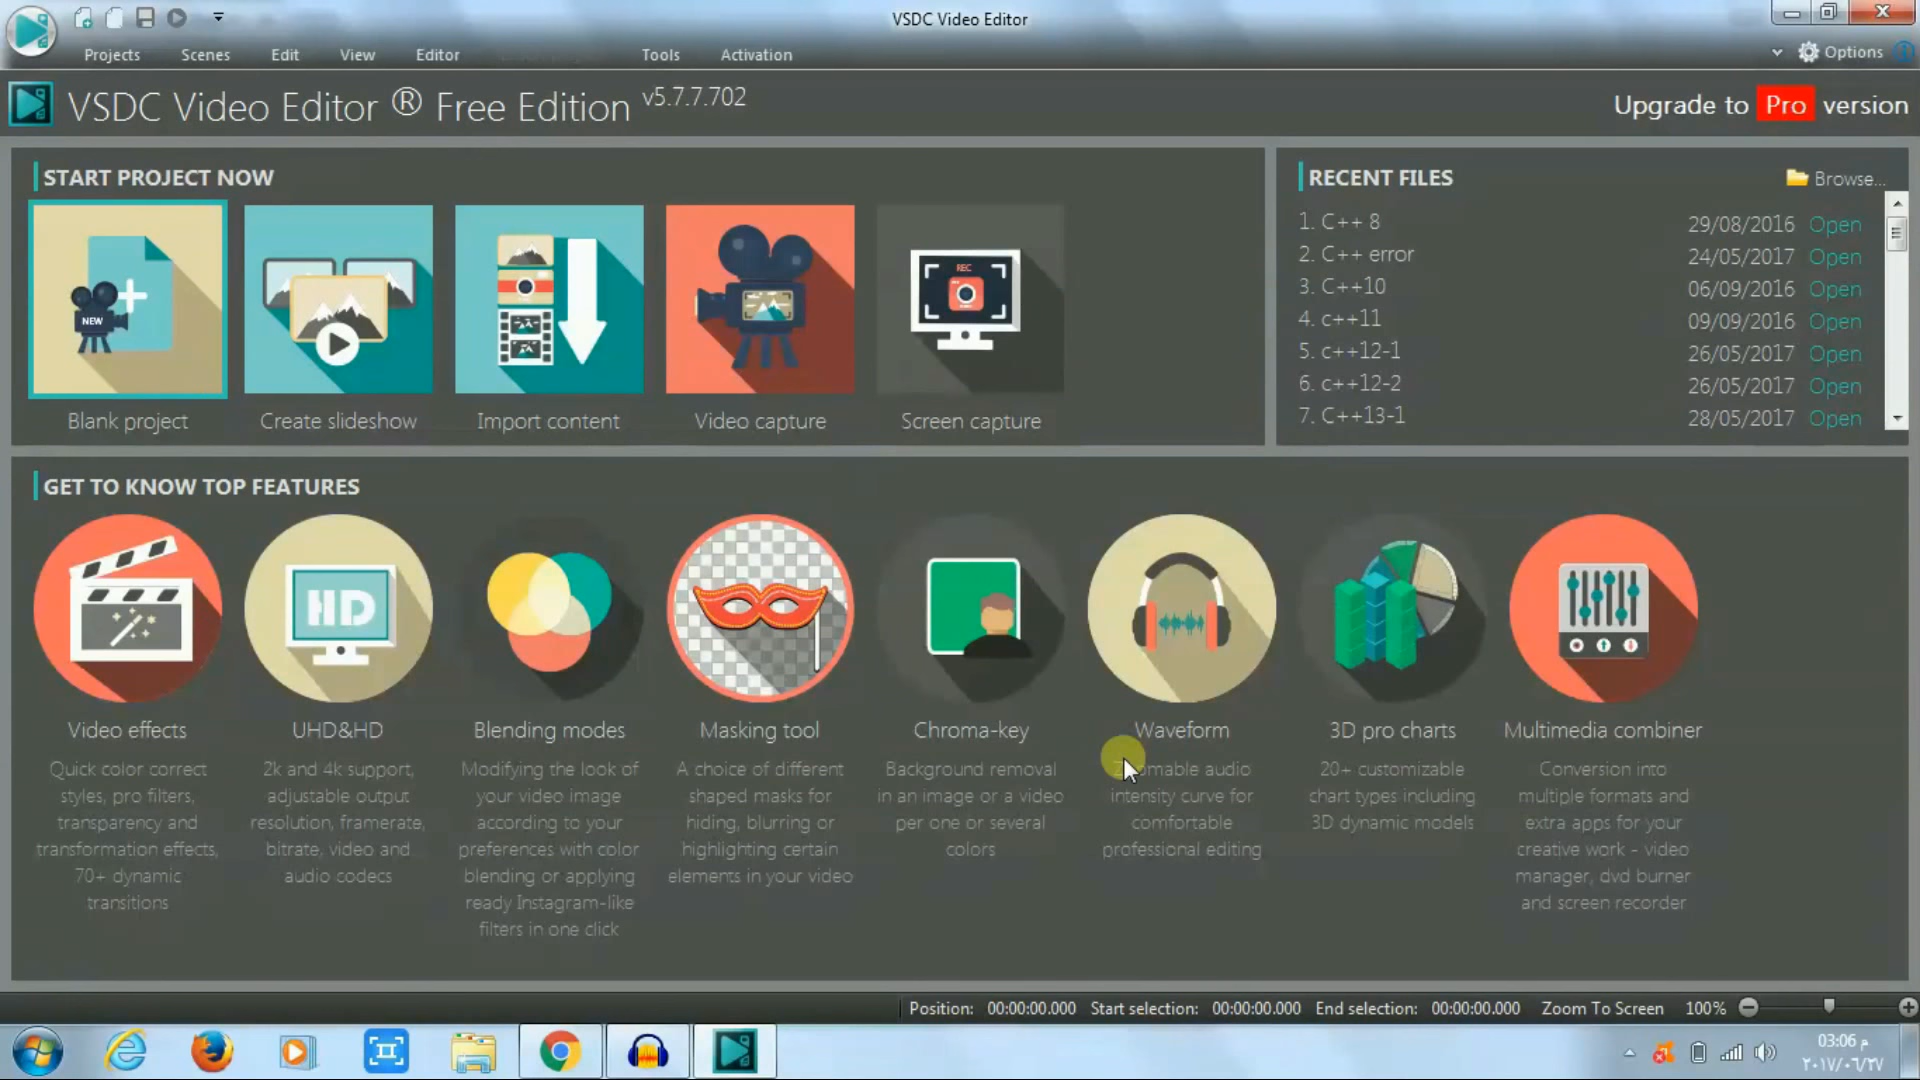 VSDC Video Editor
Projects Scenes Edit View Editor Tools Activation
Options
VSDC Video Editor ® Free Edition v5.7.7.702
Upgrade to Pro version
START PROJECT NOW
NEW
REC
Blank project
Create slideshow
Import content
Video capture
Screen capture
RECENT FILES
Browse...
1. C++ 8 29/08/2016 Open
2. C++ error 24/05/2017 Open
3. C++10 06/09/2016 Open
4. c++11 09/09/2016 Open
5. c++12-1 26/05/2017 Open
6. c++12-2 26/05/2017 Open
7. C++13-1 28/05/2017 Open
GET TO KNOW TOP FEATURES
HD
Video effects
Quick color correct
styles, pro filters,
transparency and
transformation effects,
70+ dynamic
transitions
UHD&HD
2k and 4k support,
adjustable output
resolution, framerate,
bitrate, video and
audio codecs
Blending modes
Modifying the look of
your video image
according to your
preferences with color
blending or applying
ready Instagram-like
filters in one click
Masking tool
A choice of different
shaped masks for
hiding, blurring or
highlighting certain
elements in your video
Chroma-key
Background removal
in an image or a video
per one or several
colors
Waveform
audio
intensity curve for
comfortable
professional editing
3D pro charts
20+ customizable
chart types including
3D dynamic models
Multimedia combiner
Conversion into
multiple formats and
extra apps for your
creative work - video
manager, dvd burner
and screen recorder
Position: 00:00:00.000 Start selection: 00:00:00.000 End selection: 00:00:00.000 Zoom To Screen 100%
03:06 م
٢٠١٧/٠٦/٢٧